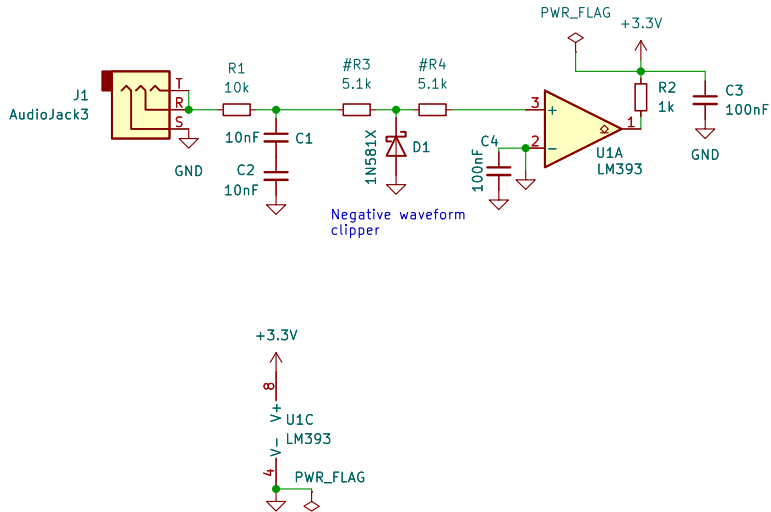 PWR_FLAG
+3.3V
J1
AudioJack3
T
R
S
GND
R1
10k
10nF
C1
C2
10nF
#R3
5.1k
#R4
5.1k
1N581X
D1
Negative waveform
clipper
C4
100nF
3
+
2
-
1
U1A
LM393
R2
1k
C3
100nF
GND
+3.3V
8
V+
U1C
LM393
V-
4
PWR_FLAG